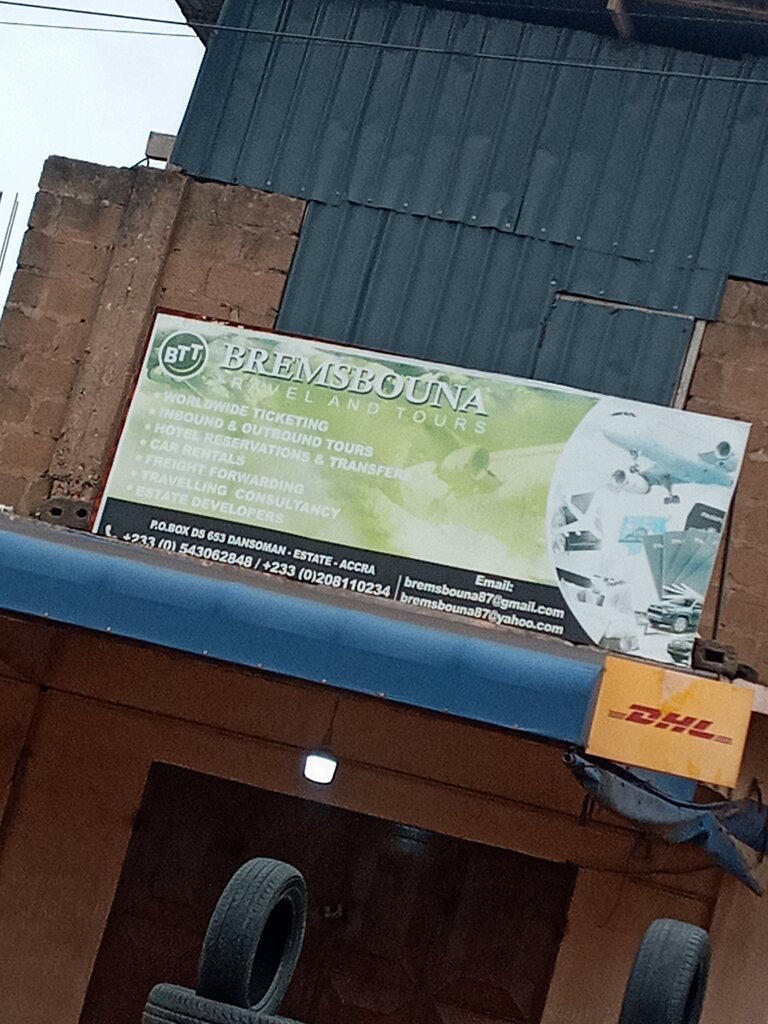 BTT
BREMSBOUNA
TRAVEL AND TOURS
• WORLDWIDE TICKETING
• INBOUND & OUTBOUND TOURS
• HOTEL RESERVATIONS & TRANSFERS
• CAR RENTALS
• FREIGHT FORWARDING
• TRAVELLING CONSULTANCY
• ESTATE DEVELOPERS
P.O.BOX DS 653 DANSOMAN - ESTATE - ACCRA
+233 (0) 543062848 / +233 (0)208110234
Email:
bremsbouna87@gmail.com
bremsbouna87@yahoo.com
DHL